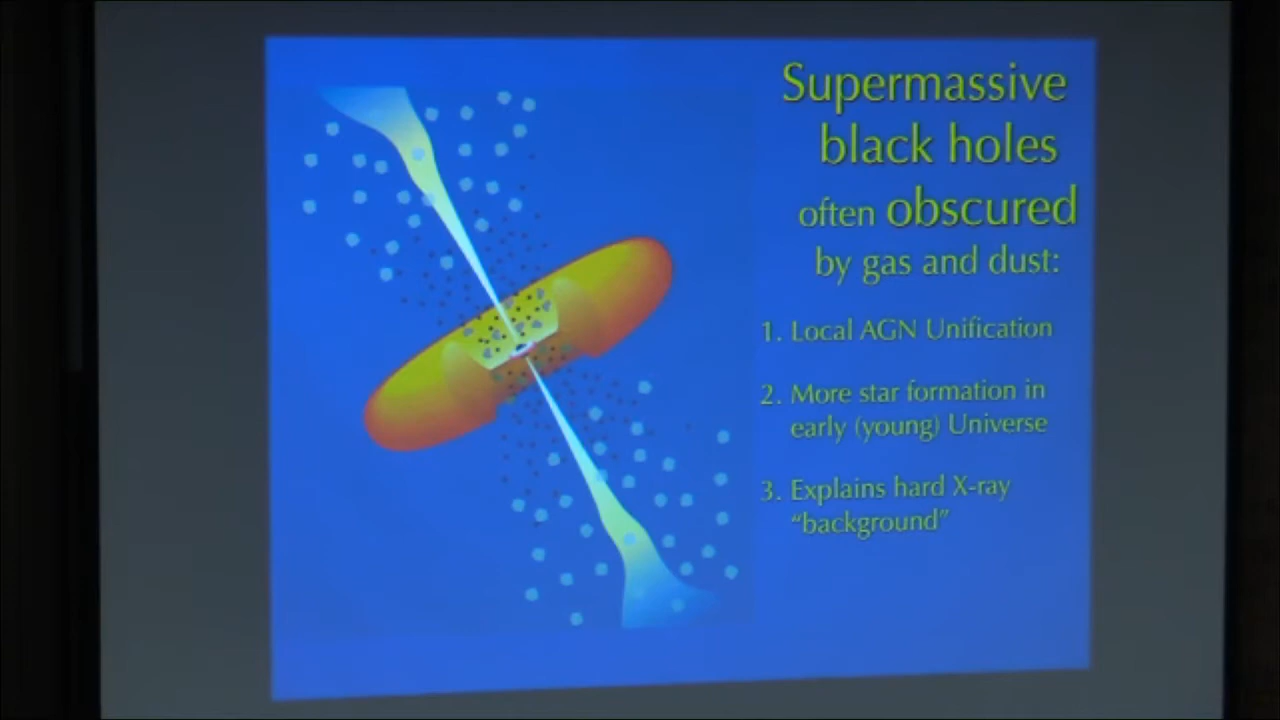 Supermassive
black holes
often obscured
by gas and dust:
1. Local AGN Unification
2. More star formation in
early (young) Universe
3. Explains hard X-ray
“background”